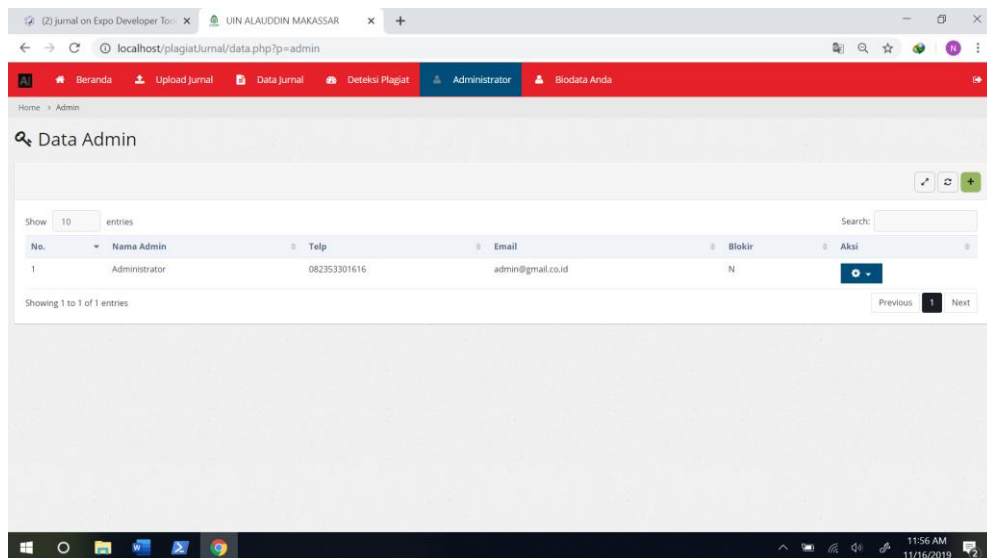 (2) jurnal on Expo Developer Too
UIN ALAUDDIN MAKASSAR
localhost/plagiatJurnal/data.php?p=admin
N
AJ Beranda Upload Jurnal Data Jurnal Deteksi Plagiat Administrator Biodata Anda
Home > Admin
Data Admin
Show 10 entries Search:
No. Nama Admin Telp Email Blokir Aksi
1 Administrator 082353301616 admin@gmail.co.id N
Showing 1 to 1 of 1 entries Previous 1 Next
11:56 AM
11/16/2019
2